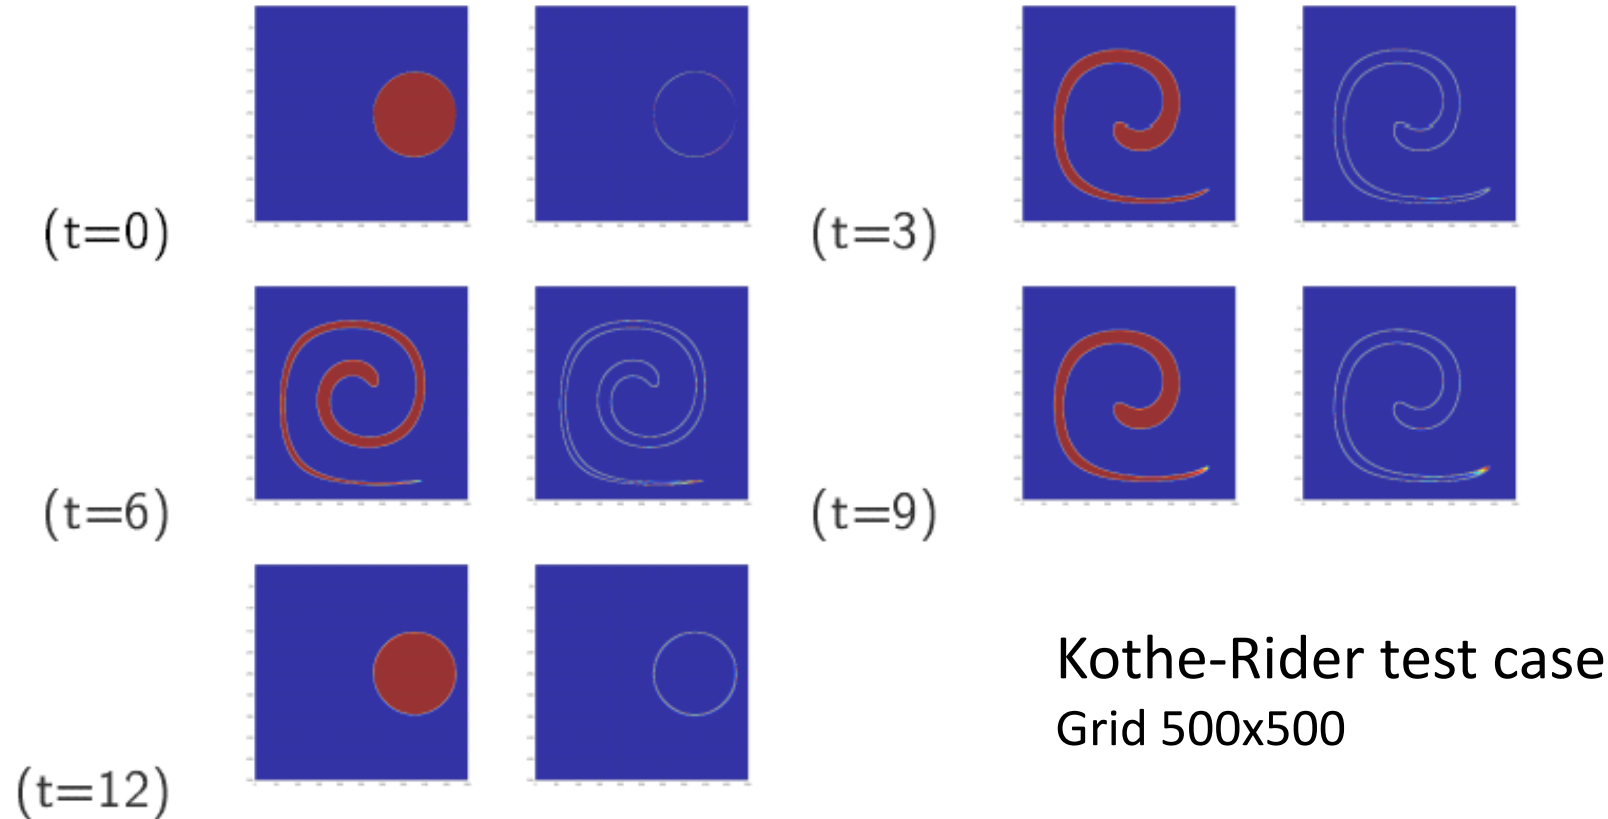 (t=0)
(t=3)
(t=6)
(t=9)
(t=12)
Kothe-Rider test case
Grid 500x500